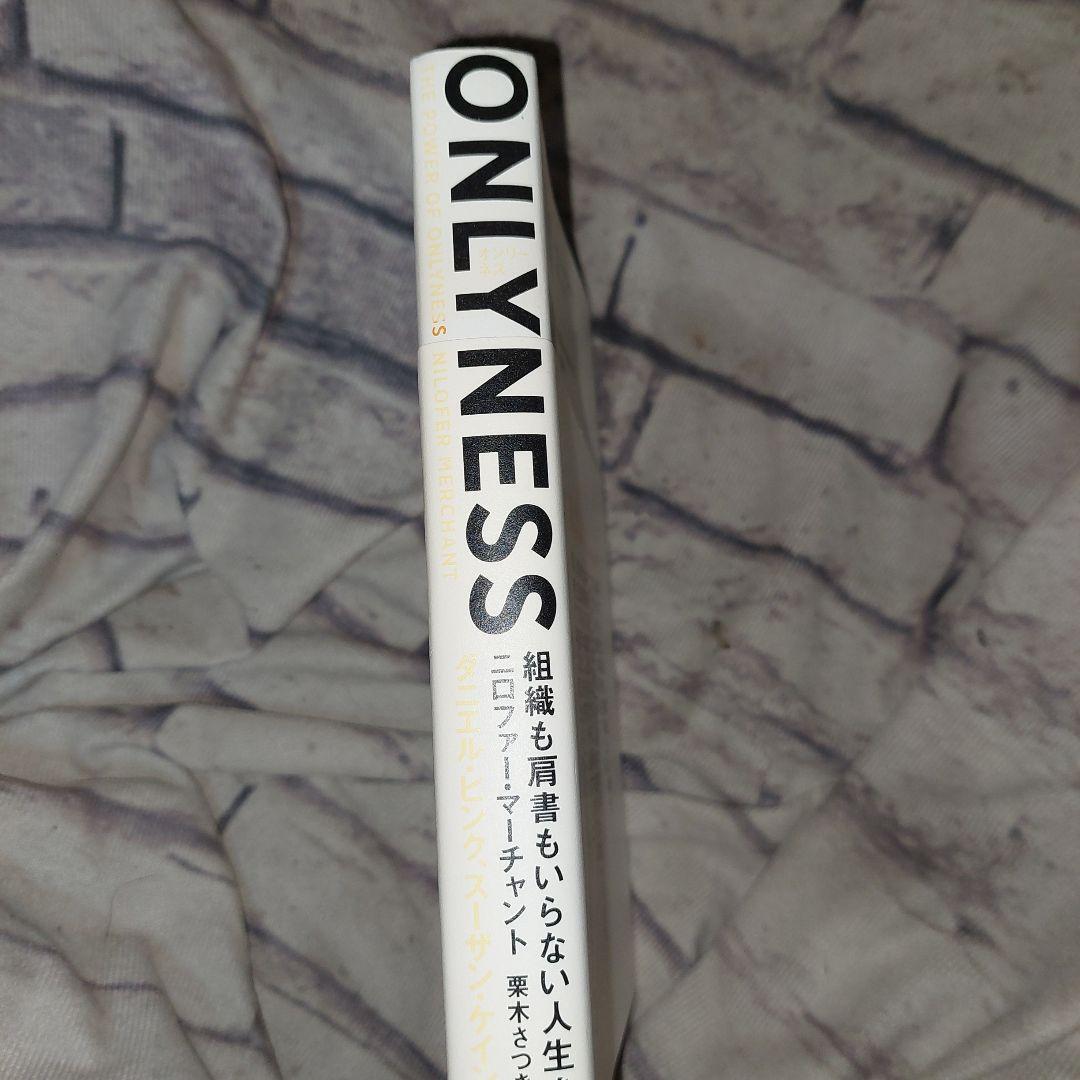 ONLYNESS
オンリー
ネス
THE POWER OF ONLYNESS NILOFER MERCHANT
組織も肩書もいらない人生
ニロファー・マーチャント 栗木さつき
ダニエル・ピンク、スーザン・ケイン